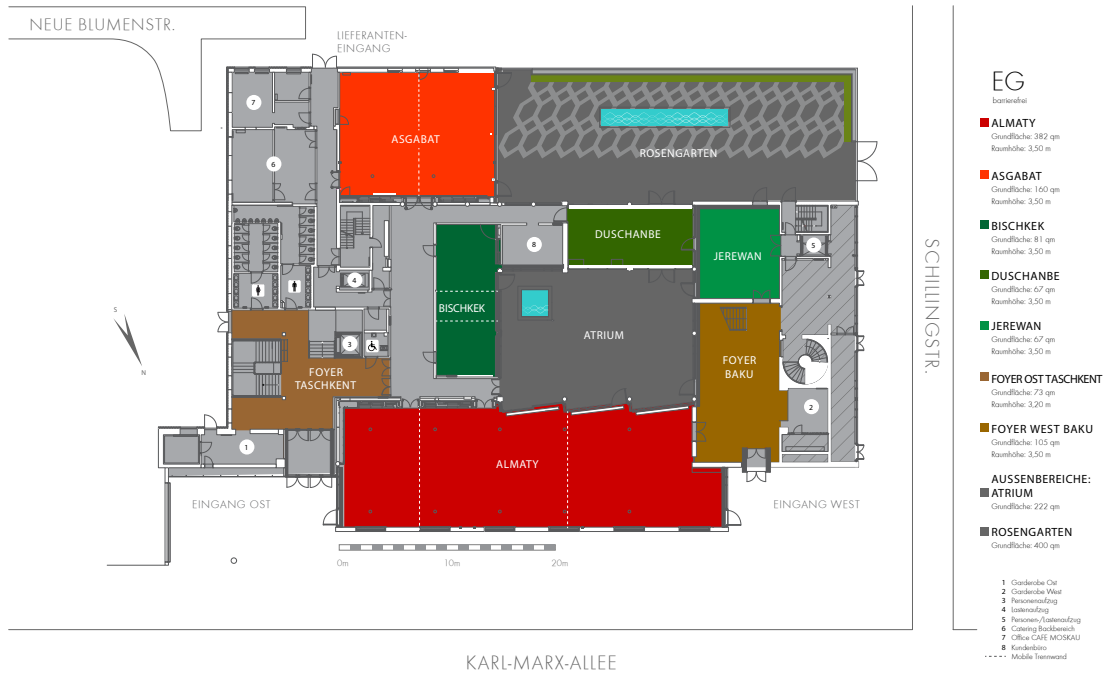 NEUE BLUMENSTR.
LIEFERANTEN-
EINGANG
7
6
ASGABAT
ROSENGARTEN
DUSCHANBE
8
JEREWAN
5
4
BISCHKEK
ATRIUM
3
FOYER
TASCHKENT
FOYER
BAKU
2
1
ALMATY
S
N
EINGANG OST
EINGANG WEST
0m
10m
20m
SCHILLINGSTR.
KARL-MARX-ALLEE
EG
barrierefrei
ALMATY
Grundfläche: 382 qm
Raumhöhe: 3,50 m
ASGABAT
Grundfläche: 160 qm
Raumhöhe: 3,50 m
BISCHKEK
Grundfläche: 81 qm
Raumhöhe: 3,50 m
DUSCHANBE
Grundfläche: 67 qm
Raumhöhe: 3,50 m
JEREWAN
Grundfläche: 67 qm
Raumhöhe: 3,50 m
FOYER OST TASCHKENT
Grundfläche: 73 qm
Raumhöhe: 3,20 m
FOYER WEST BAKU
Grundfläche: 105 qm
Raumhöhe: 3,50 m
AUSSENBEREICHE:
ATRIUM
Grundfläche: 222 qm
ROSENGARTEN
Grundfläche: 400 qm
1 Garderobe Ost
2 Garderobe West
3 Personenaufzug
4 Lastenaufzug
5 Personen-/Lastenaufzug
6 Catering Backbereich
7 Office CAFÉ MOSKAU
8 Kundenbüro
Mobile Trennwand